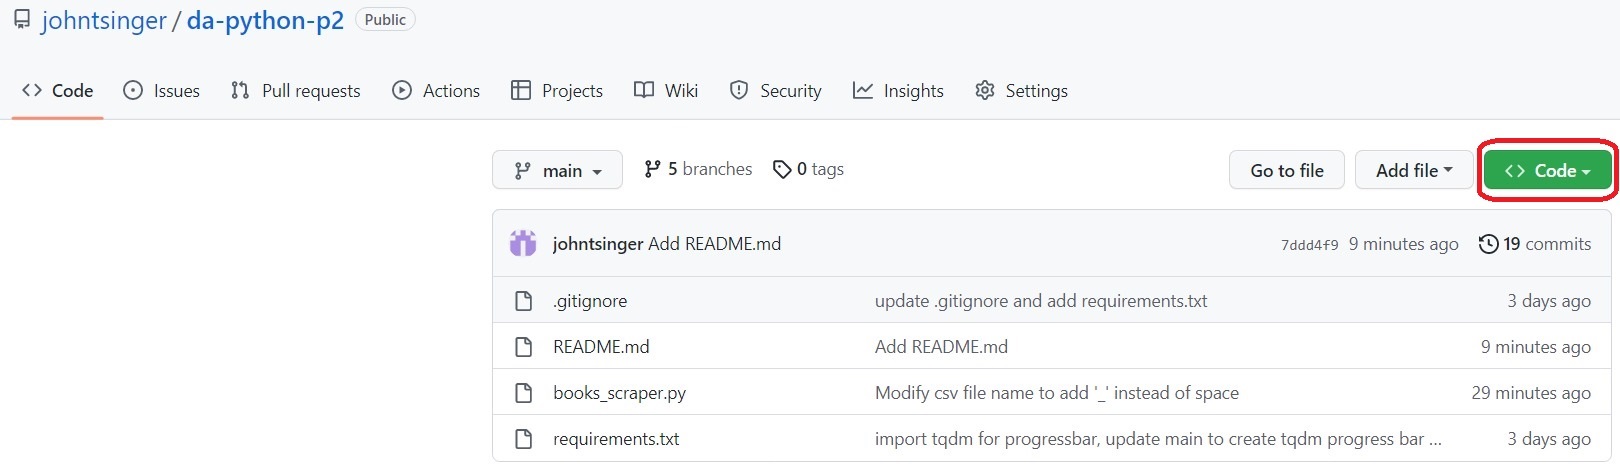 johntsinger / da-python-p2 Public
Code Issues Pull requests Actions Projects Wiki Security Insights Settings
main 5 branches 0 tags Go to file Add file Code
johntsinger Add README.md 7ddd4f9 9 minutes ago 19 commits
.gitignore update .gitignore and add requirements.txt 3 days ago
README.md Add README.md 9 minutes ago
books_scraper.py Modify csv file name to add '_' instead of space 29 minutes ago
requirements.txt import tqdm for progressbar, update main to create tqdm progress bar ... 3 days ago